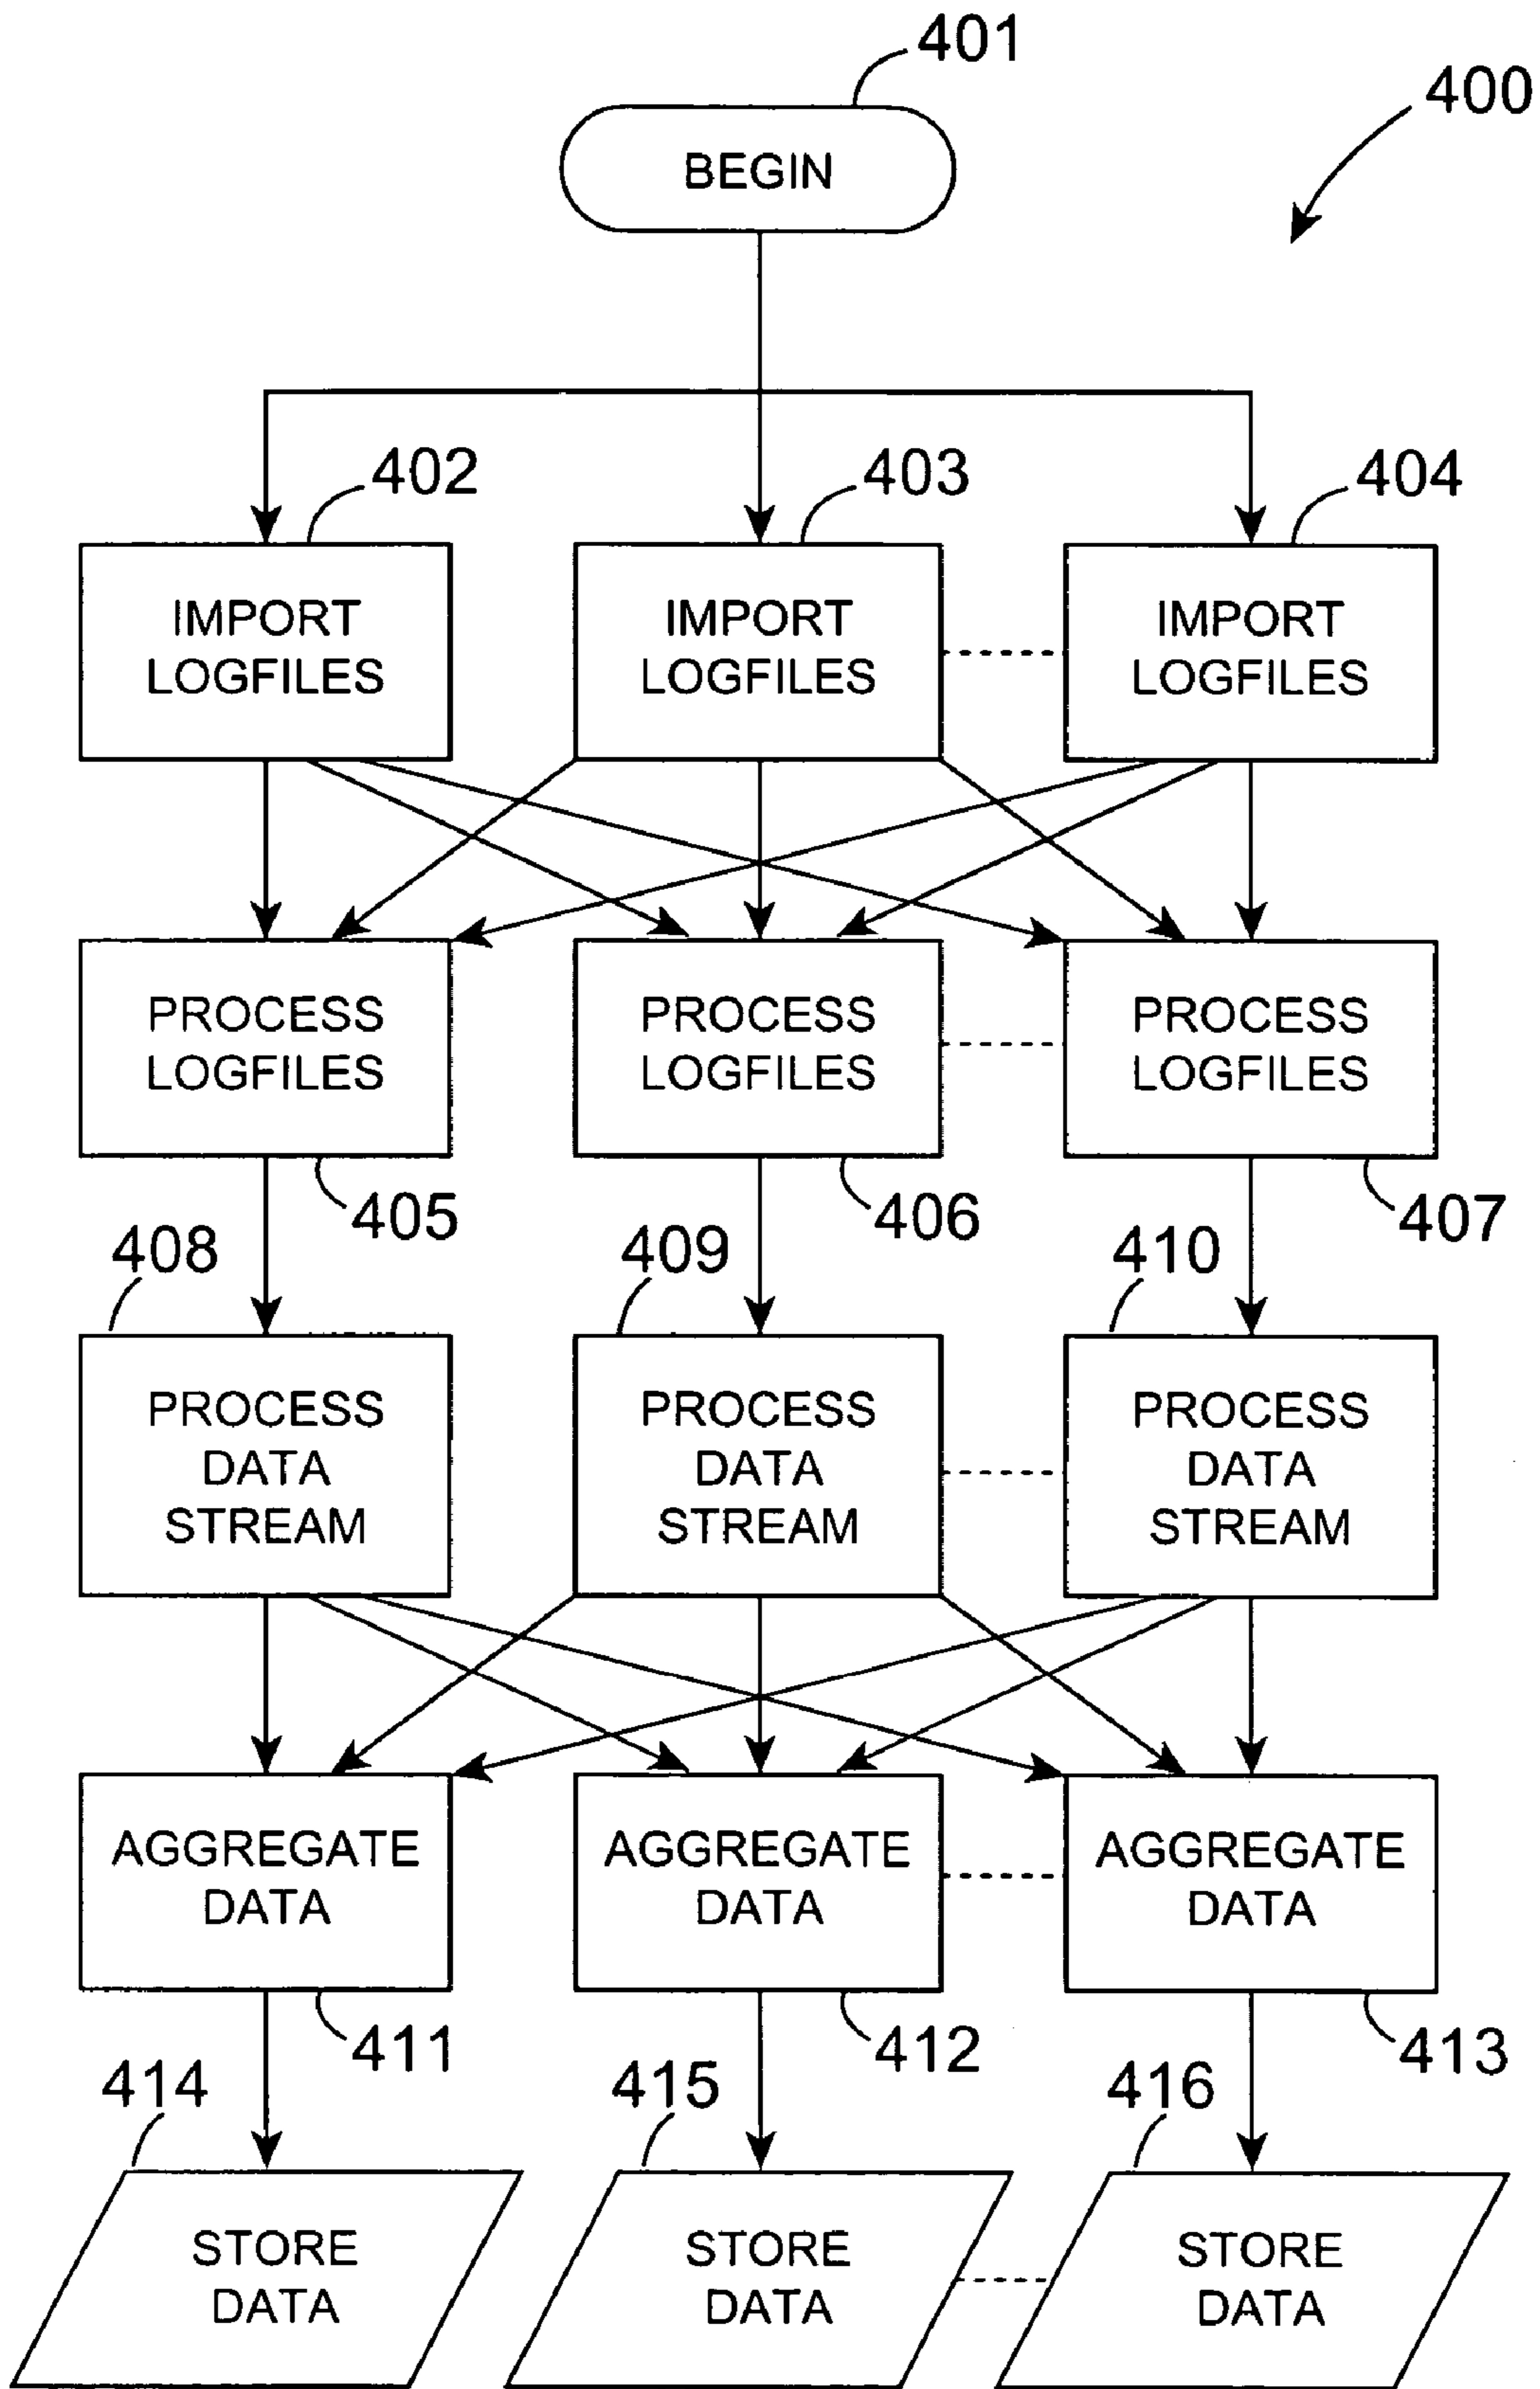 401
400
BEGIN
402
403
404
IMPORT
LOGFILES
IMPORT
LOGFILES
IMPORT
LOGFILES
PROCESS
LOGFILES
PROCESS
LOGFILES
PROCESS
LOGFILES
405
406
407
408
409
410
PROCESS
DATA
STREAM
PROCESS
DATA
STREAM
PROCESS
DATA
STREAM
AGGREGATE
DATA
AGGREGATE
DATA
AGGREGATE
DATA
411
412
413
414
415
416
STORE
DATA
STORE
DATA
STORE
DATA